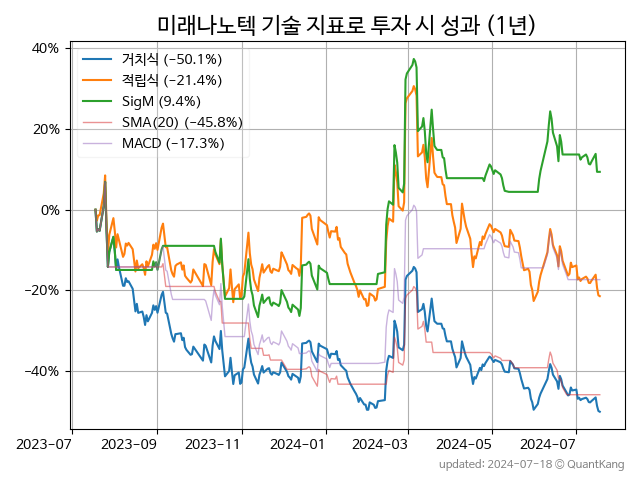 미래나노텍 기술 지표로 투자 시 성과 (1년)
40%
20%
0%
−20%
−40%
거치식 (−50.1%)
적립식 (−21.4%)
SigM (9.4%)
SMA(20) (−45.8%)
MACD (−17.3%)
2023-07 2023-09 2023-11 2024-01 2024-03 2024-05 2024-07
updated: 2024-07-18 ⓒ QuantKang